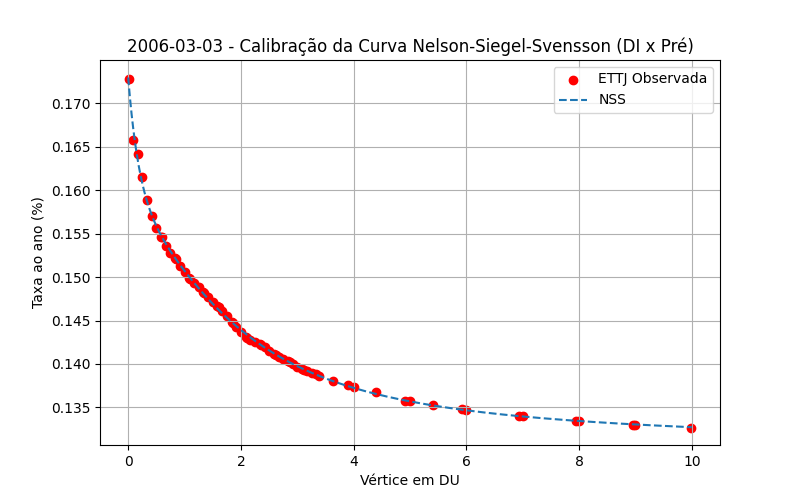 2006-03-03 - Calibração da Curva Nelson-Siegel-Svensson (DI x Pré)
ETTJ Observada
NSS
Taxa ao ano (%)
0.170
0.165
0.160
0.155
0.150
0.145
0.140
0.135
0 2 4 6 8 10
Vértice em DU